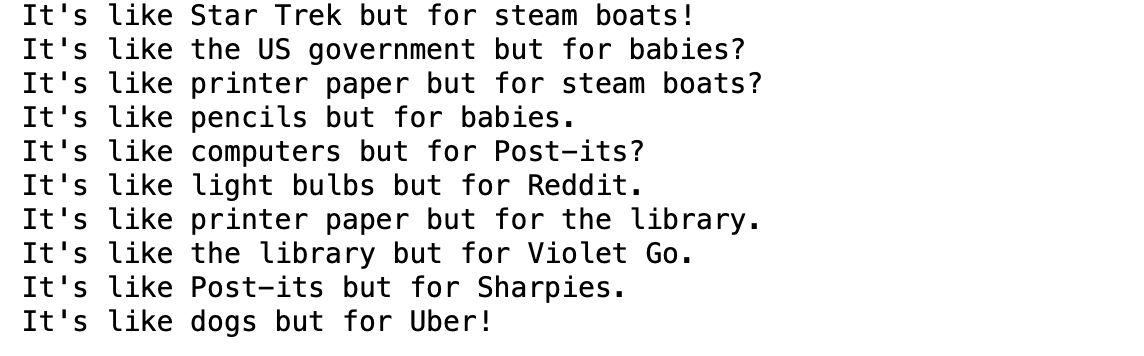 It's like Star Trek but for steam boats!
It's like the US government but for babies?
It's like printer paper but for steam boats?
It's like pencils but for babies.
It's like computers but for Post-its?
It's like light bulbs but for Reddit.
It's like printer paper but for the library.
It's like the library but for Violet Go.
It's like Post-its but for Sharpies.
It's like dogs but for Uber!